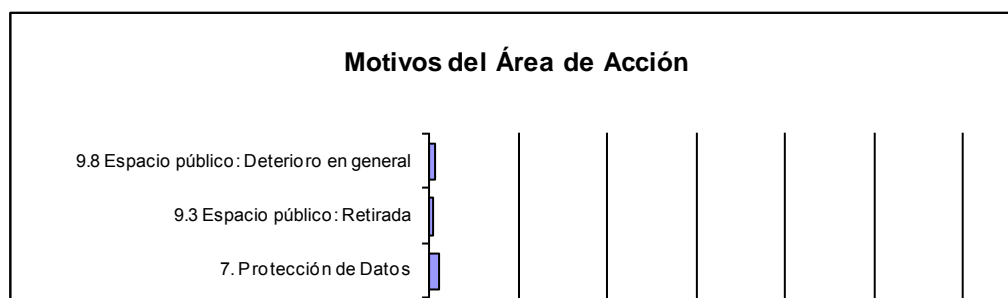 Motivos del Área de Acción
9.8 Espacio público: Deterioro en general
9.3 Espacio público: Retirada
7. Protección de Datos